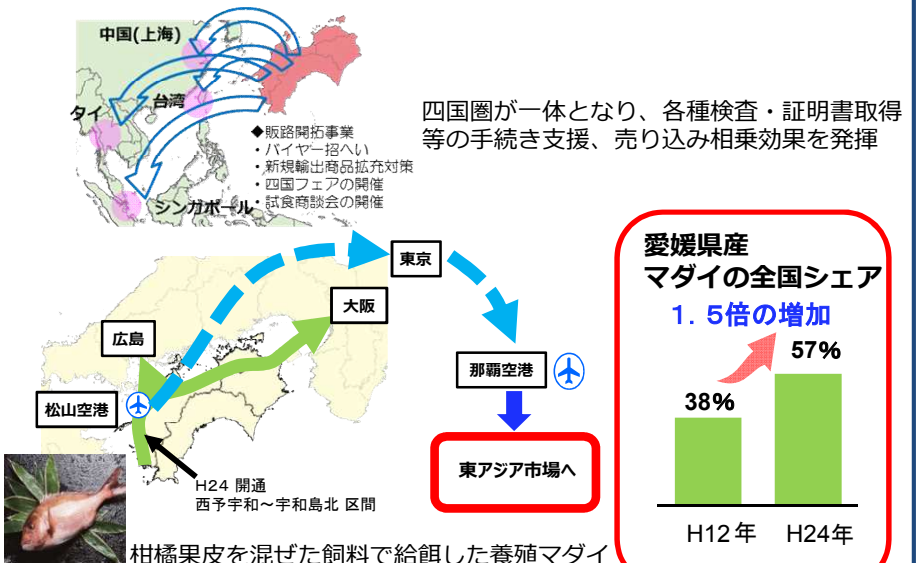 中国(上海)
タイ
台湾
シンガポール
◆販路開拓事業
・バイヤー招へい
・新規輸出商品拡充対策
・四国フェアの開催
・試食商談会の開催
四国圏が一体となり、各種検査・証明書取得
等の手続き支援、売り込み相乗効果を発揮
東京
大阪
広島
松山空港
那覇空港
東アジア市場へ
H24 開通
西予宇和～宇和島北 区間
柑橘果皮を混ぜた飼料で給餌した養殖マダイ
愛媛県産
マダイの全国シェア
1．5倍の増加
57%
38%
H12年 H24年